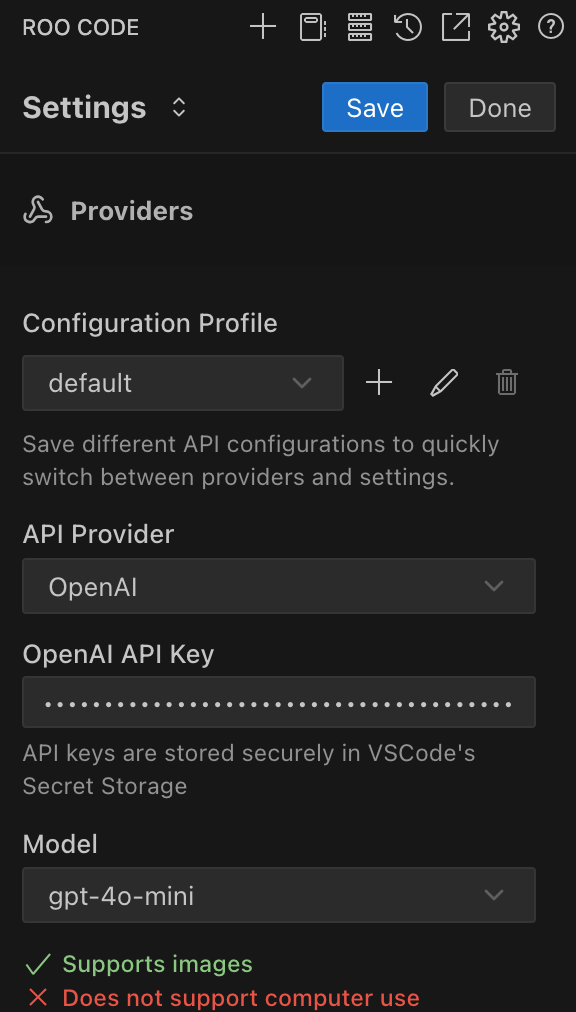 ROO CODE
Settings
Save
Done
Providers
Configuration Profile
default
Save different API configurations to quickly
switch between providers and settings.
API Provider
OpenAI
OpenAI API Key
API keys are stored securely in VSCode's
Secret Storage
Model
gpt-4o-mini
Supports images
Does not support computer use